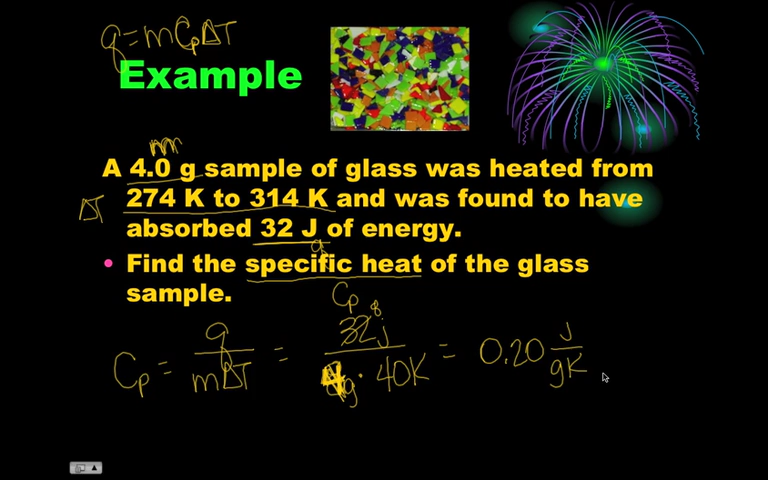 q = mCpΔT
Example
m
A 4.0 g sample of glass was heated from
ΔT 274 K to 314 K and was found to have
absorbed 32 J of energy.
q
• Find the specific heat of the glass
sample.
Cp
Cp = q/mΔT = 32j/4g · 40K = 0.20 J/gK